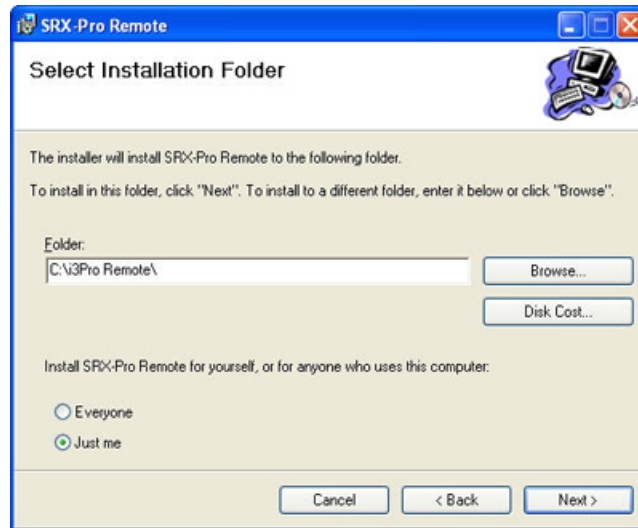 SRX-Pro Remote
Select Installation Folder
The installer will install SRX-Pro Remote to the following folder.
To install in this folder, click "Next". To install to a different folder, enter it below or click "Browse".
Folder:
C:\i3Pro Remote\
Browse...
Disk Cost...
Install SRX-Pro Remote for yourself, or for anyone who uses this computer:
Everyone
Just me
Cancel
< Back
Next >